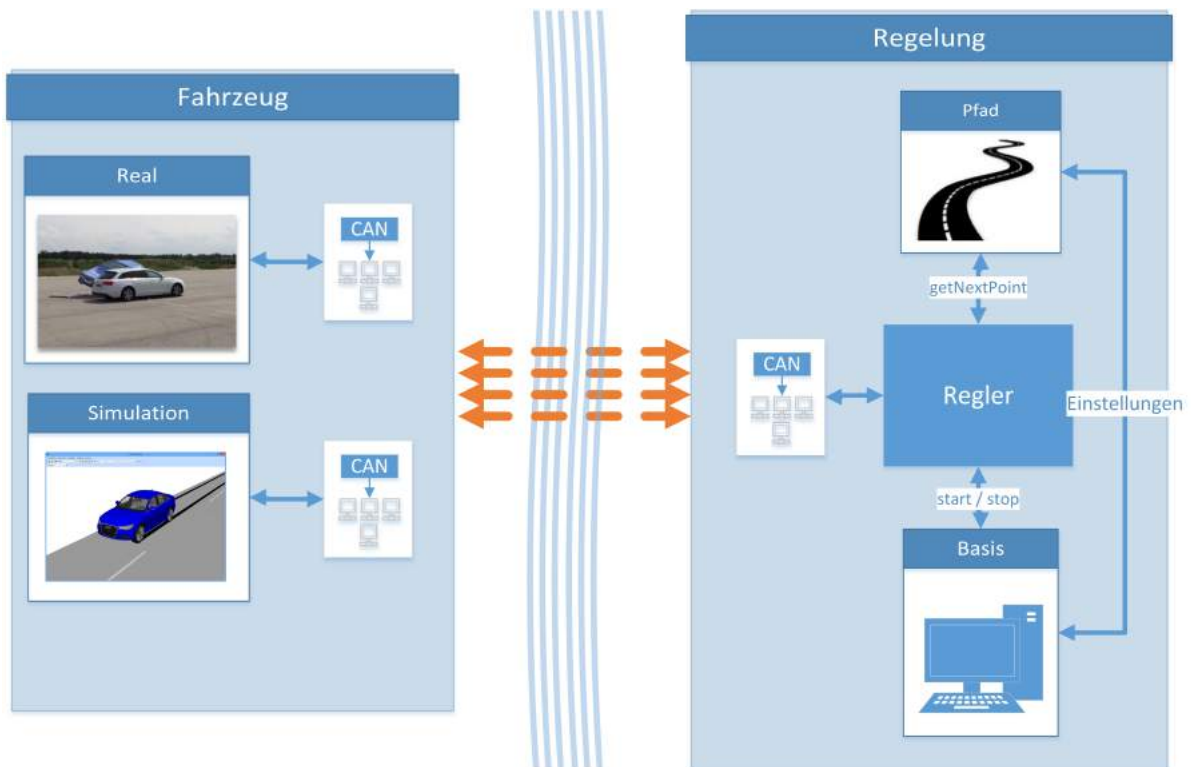 Fahrzeug
Real
CAN
Simulation
CAN
Regelung
Pfad
getNextPoint
CAN
Regler
Einstellungen
start / stop
Basis